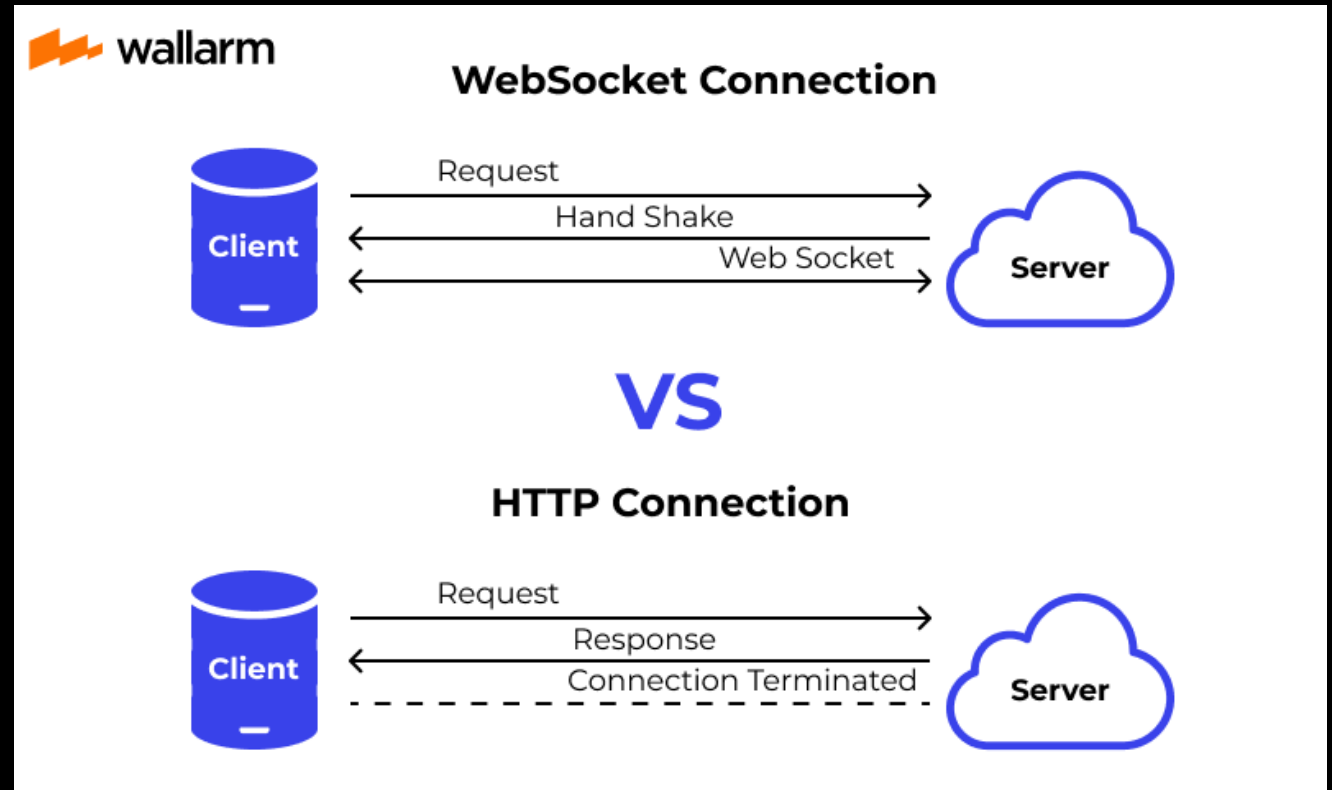 wallarm
WebSocket Connection
Request
Hand Shake
Web Socket
Client
Server
VS
HTTP Connection
Request
Response
Connection Terminated
Client
Server